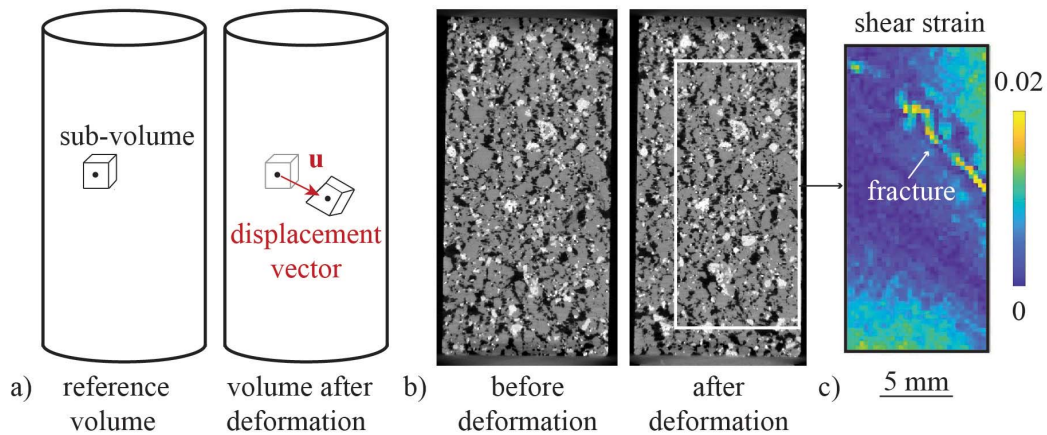 sub-volume
u
displacement
vector
a)
reference
volume
volume after
deformation
b)
before
deformation
after
deformation
shear strain
0.02
0
fracture
c)
5 mm